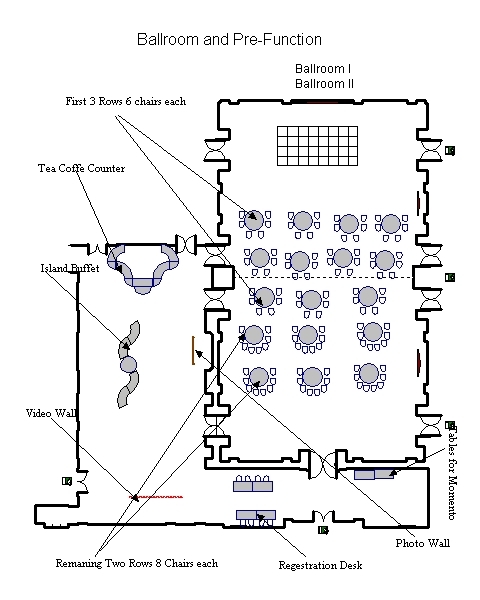 Ballroom and Pre-Function
Ballroom I
Ballroom II
First 3 Rows 6 chairs each
Tea Coffe Counter
Island Buffet
Video Wall
Tables for Momento
Photo Wall
Remaning Two Rows 8 Chairs each
Regestration Desk